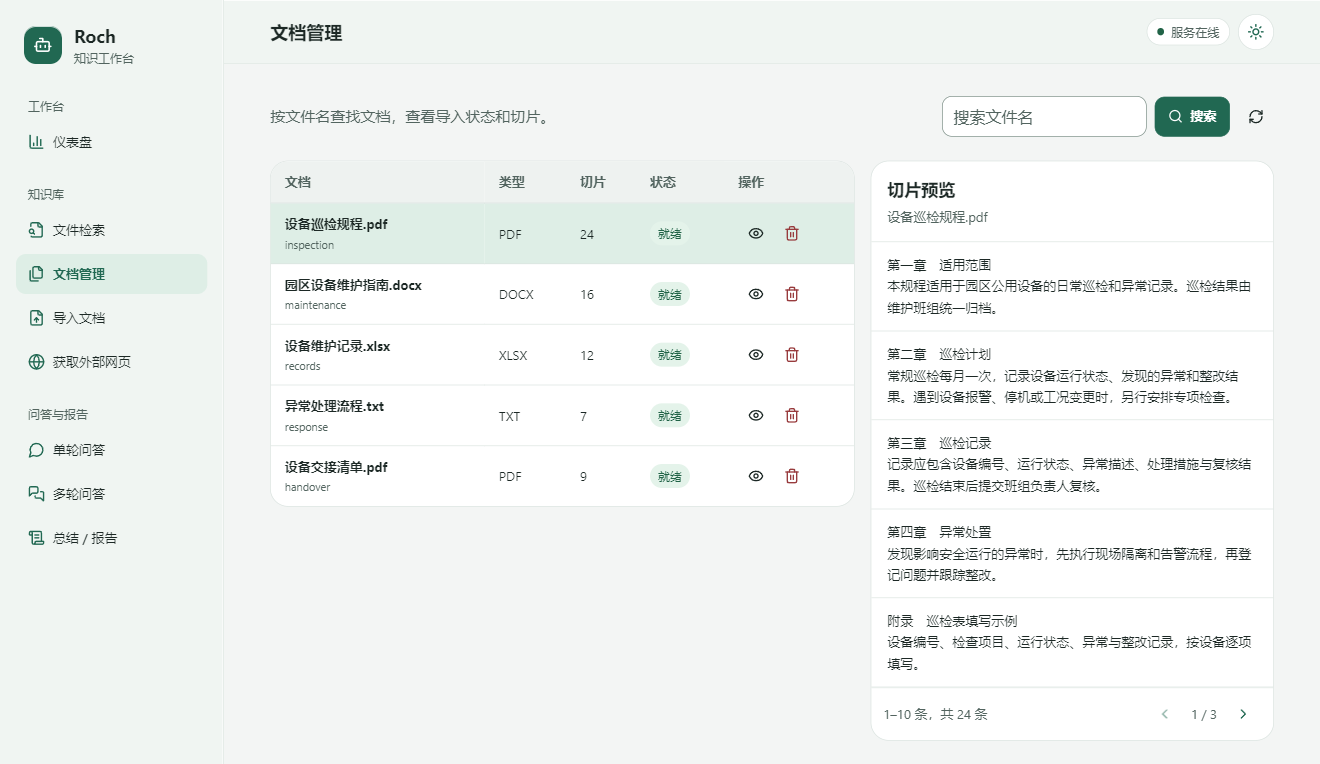 Roch
知识工作台
工作台
仪表盘
知识库
文件检索
文档管理
导入文档
获取外部网页
问答与报告
单轮问答
多轮问答
总结 / 报告
文档管理
服务在线
按文件名查找文档，查看导入状态和切片。
搜索文件名
搜索
文档 类型 切片 状态 操作
设备巡检规程.pdf
inspection
PDF 24 就绪
园区设备维护指南.docx
maintenance
DOCX 16 就绪
设备维护记录.xlsx
records
XLSX 12 就绪
异常处理流程.txt
response
TXT 7 就绪
设备交接清单.pdf
handover
PDF 9 就绪
切片预览
设备巡检规程.pdf
第一章　适用范围
本规程适用于园区公用设备的日常巡检和异常记录。巡检结果由
维护班组统一归档。
第二章　巡检计划
常规巡检每月一次，记录设备运行状态、发现的异常和整改结
果。遇到设备报警、停机或工况变更时，另行安排专项检查。
第三章　巡检记录
记录应包含设备编号、运行状态、异常描述、处理措施与复核结
果。巡检结束后提交班组负责人复核。
第四章　异常处置
发现影响安全运行的异常时，先执行现场隔离和告警流程，再登
记问题并跟踪整改。
附录　巡检表填写示例
设备编号、检查项目、运行状态、异常与整改记录，按设备逐项
填写。
1–10 条，共 24 条
1 / 3